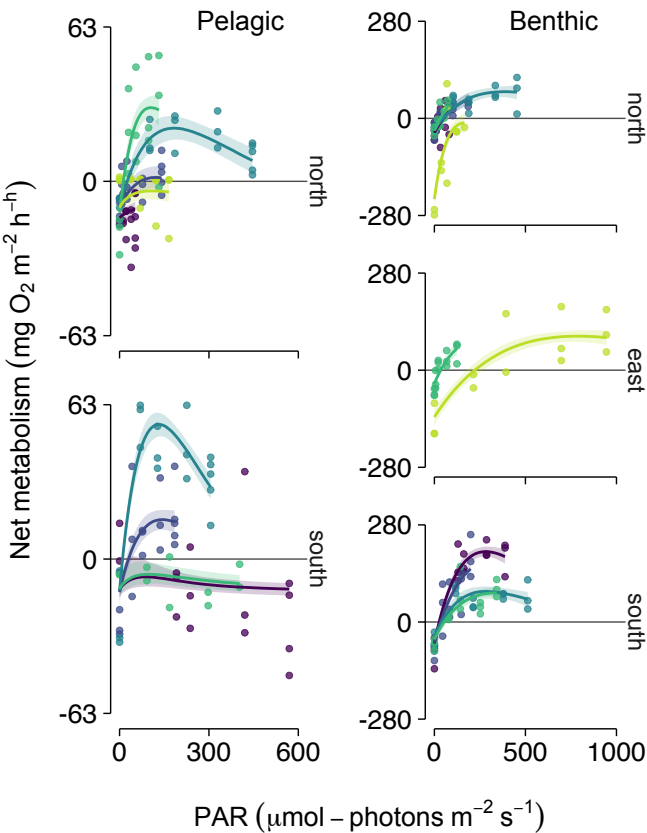 Pelagic
Benthic
63
0
-63
north
280
0
-280
north
280
0
-280
east
63
0
-63
south
280
0
-280
south
0
300
600
0
500
1000
Net metabolism (mg O₂ m⁻² h⁻ʰ)
PAR (μmol – photons m⁻² s⁻¹)